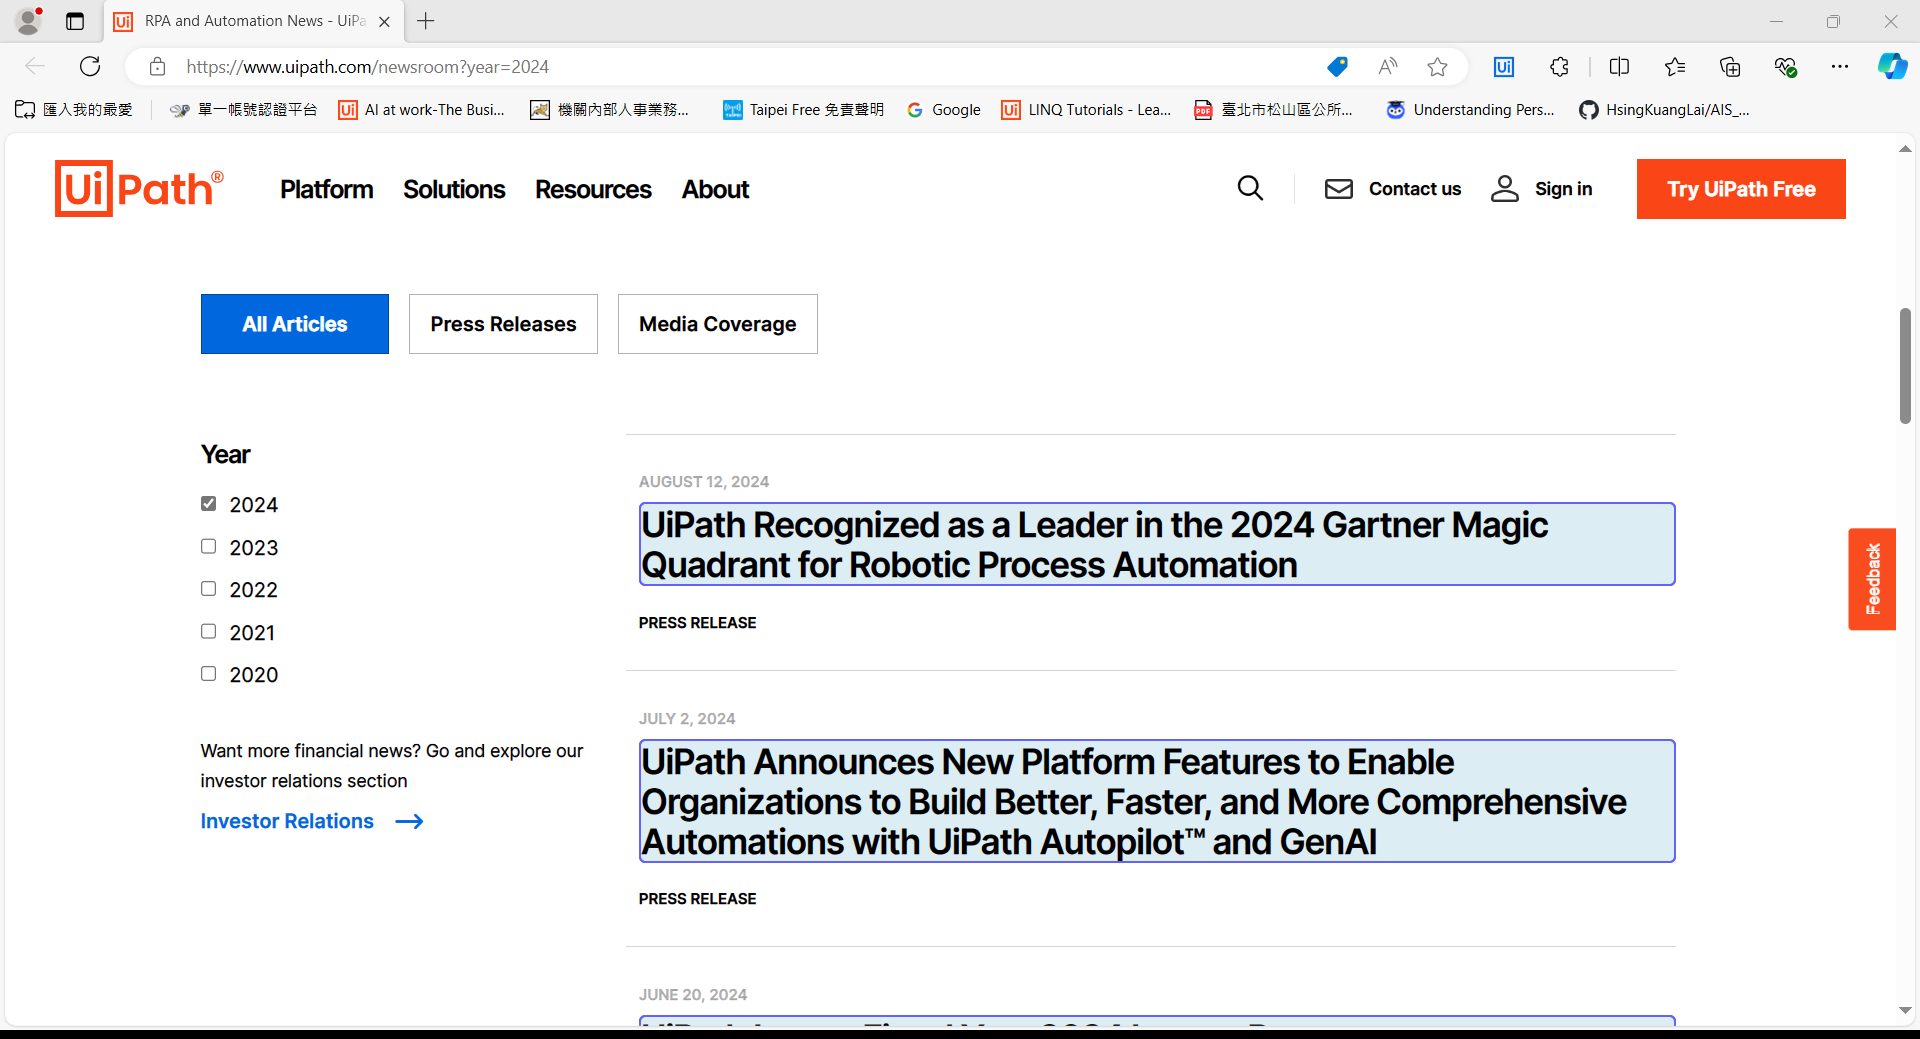 RPA and Automation News - UiPa
https://www.uipath.com/newsroom?year=2024
匯入我的最愛 單一帳號認證平台 AI at work-The Busi... 機關內部人事業務... Taipei Free 免責聲明 Google LINQ Tutorials - Lea... 臺北市松山區公所... Understanding Pers... HsingKuangLai/AIS_...
UiPath® Platform Solutions Resources About Contact us Sign in Try UiPath Free
All Articles Press Releases Media Coverage
Year
2024
2023
2022
2021
2020
Want more financial news? Go and explore our
investor relations section
Investor Relations
AUGUST 12, 2024
UiPath Recognized as a Leader in the 2024 Gartner Magic
Quadrant for Robotic Process Automation
PRESS RELEASE
JULY 2, 2024
UiPath Announces New Platform Features to Enable
Organizations to Build Better, Faster, and More Comprehensive
Automations with UiPath Autopilot™ and GenAI
PRESS RELEASE
JUNE 20, 2024
Feedback